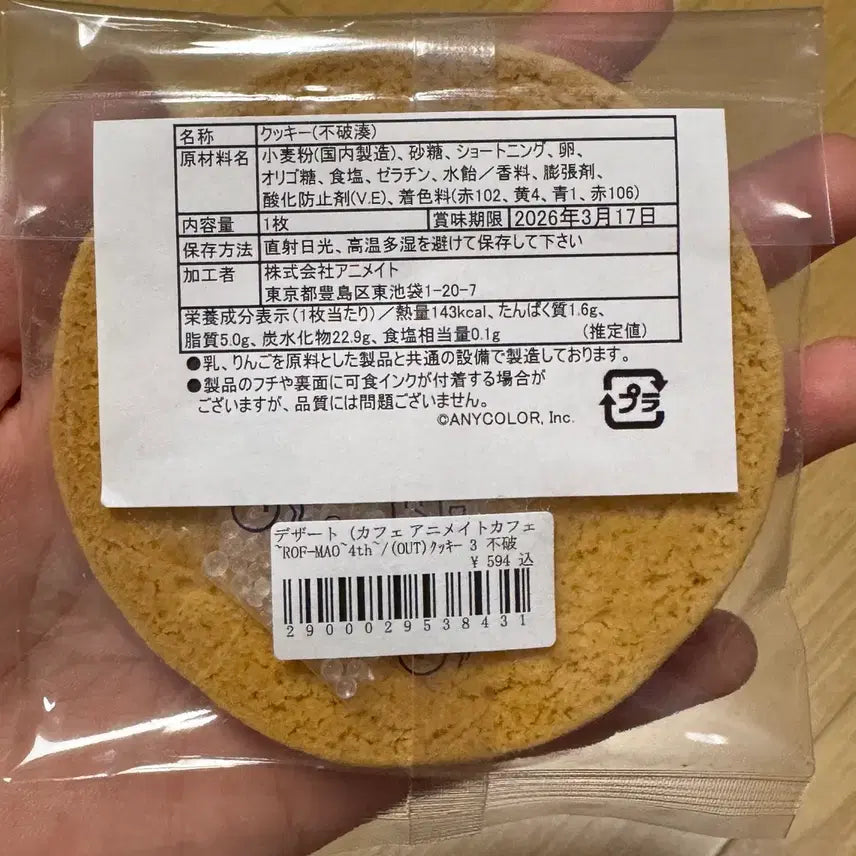 名称 クッキー(不破湊)
原材料名 小麦粉(国内製造)、砂糖、ショートニング、卵、
オリゴ糖、食塩、ゼラチン、水飴／香料、膨張剤、
酸化防止剤(V.E)、着色料(赤102、黄4、青1、赤106)
内容量 1枚 賞味期限 2026年3月17日
保存方法 直射日光、高温多湿を避けて保存して下さい
加工者 株式会社アニメイト
東京都豊島区東池袋1-20-7
栄養成分表示(1枚当たり)／熱量143kcal、たんぱく質1.6g、
脂質5.0g、炭水化物22.9g、食塩相当量0.1g (推定値)
●乳、りんごを原料とした製品と共通の設備で製造しております。
●製品のフチや裏面に可食インクが付着する場合が
ございますが、品質には問題ございません。
©ANYCOLOR, Inc.
プラ
デザート (カフェ アニメイトカフェ
~ROF-MAO~4th~/(OUT)クッキー 3 不破
¥ 594 込
2900029538431